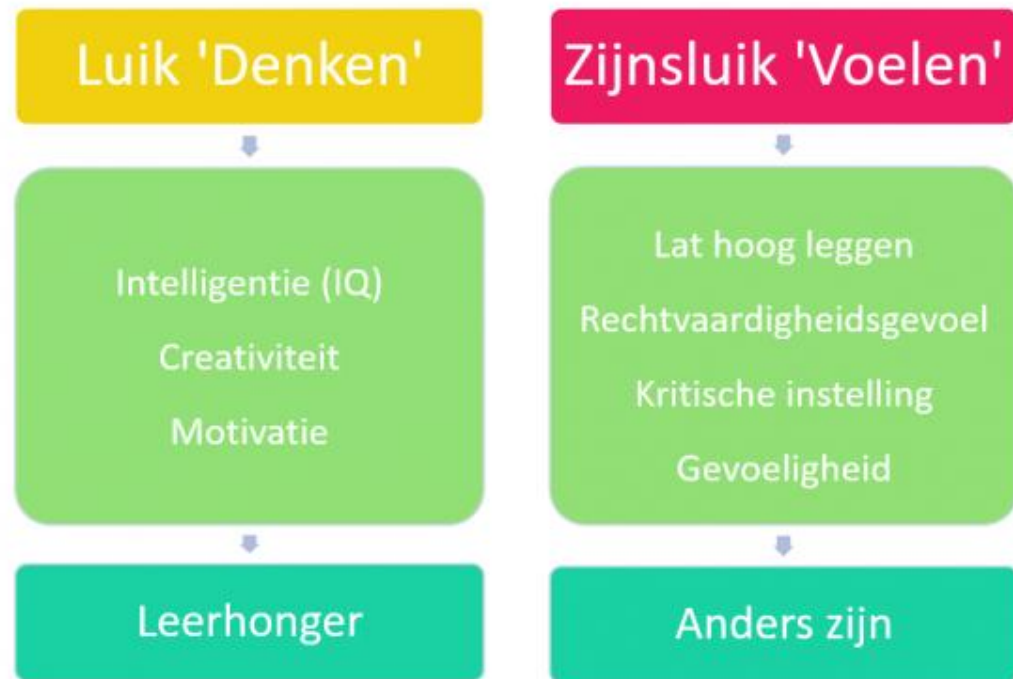 Luik 'Denken'
Intelligentie (IQ)
Creativiteit
Motivatie
Leerhonger
Zijnsluik 'Voelen'
Lat hoog leggen
Rechtvaardigheidsgevoel
Kritische instelling
Gevoeligheid
Anders zijn